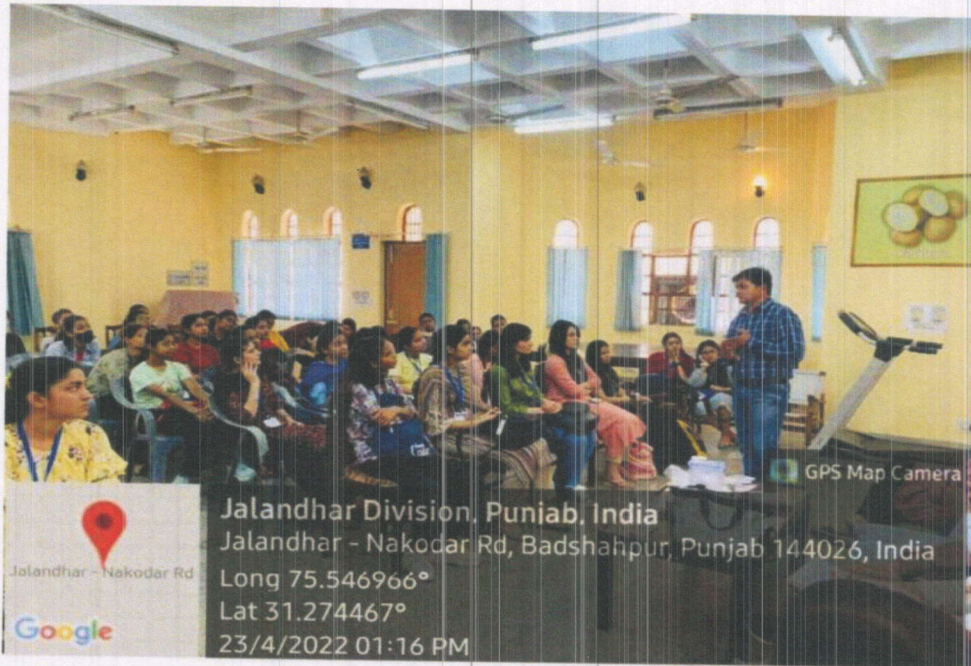 GPS Map Camera
Jalandhar Division, Punjab, India
Jalandhar - Nakodar Rd, Badshahpur, Punjab 144026, India
Long 75.546966°
Lat 31.274467°
23/4/2022 01:16 PM
Jalandhar - Nakodar Rd
Google